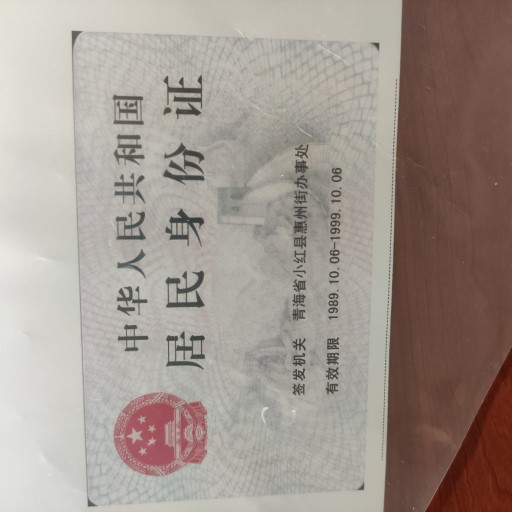 中华人民共和国
居民身份证
签发机关 青海省小红县惠州街办事处
有效期限 1989.10.06-1999.10.06